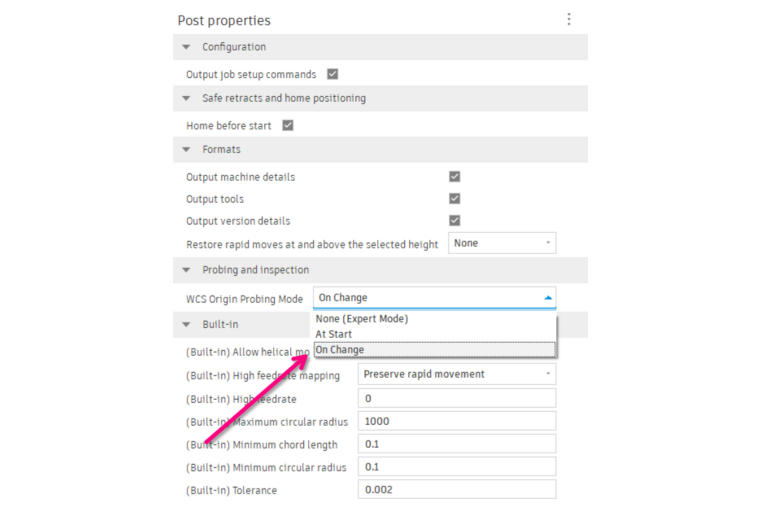 Post properties
Configuration
Output job setup commands
Safe retracts and home positioning
Home before start
Formats
Output machine details
Output tools
Output version details
Restore rapid moves at and above the selected height None
Probing and inspection
WCS Origin Probing Mode On Change
None (Expert Mode)
At Start
On Change
Built-in
(Built-in) Allow helical mo
(Built-in) High feedrate mapping Preserve rapid movement
(Built-in) High feedrate 0
(Built-in) Maximum circular radius 1000
(Built-in) Minimum chord length 0.1
(Built-in) Minimum circular radius 0.1
(Built-in) Tolerance 0.002